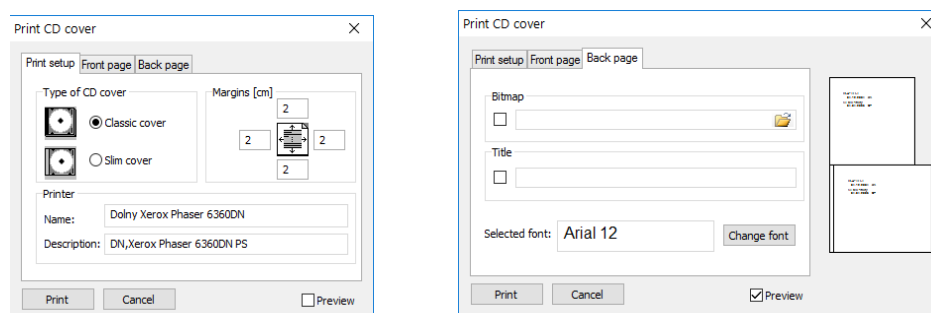 Print CD cover
Print setup Front page Back page
Type of CD cover
Classic cover
Slim cover
Margins [cm]
2
2 2
2
Printer
Name: Dolny Xerox Phaser 6360DN
Description: DN,Xerox Phaser 6360DN PS
Print Cancel Preview
Print CD cover
Print setup Front page Back page
Bitmap
Title
Selected font: Arial 12 Change font
Print Cancel Preview